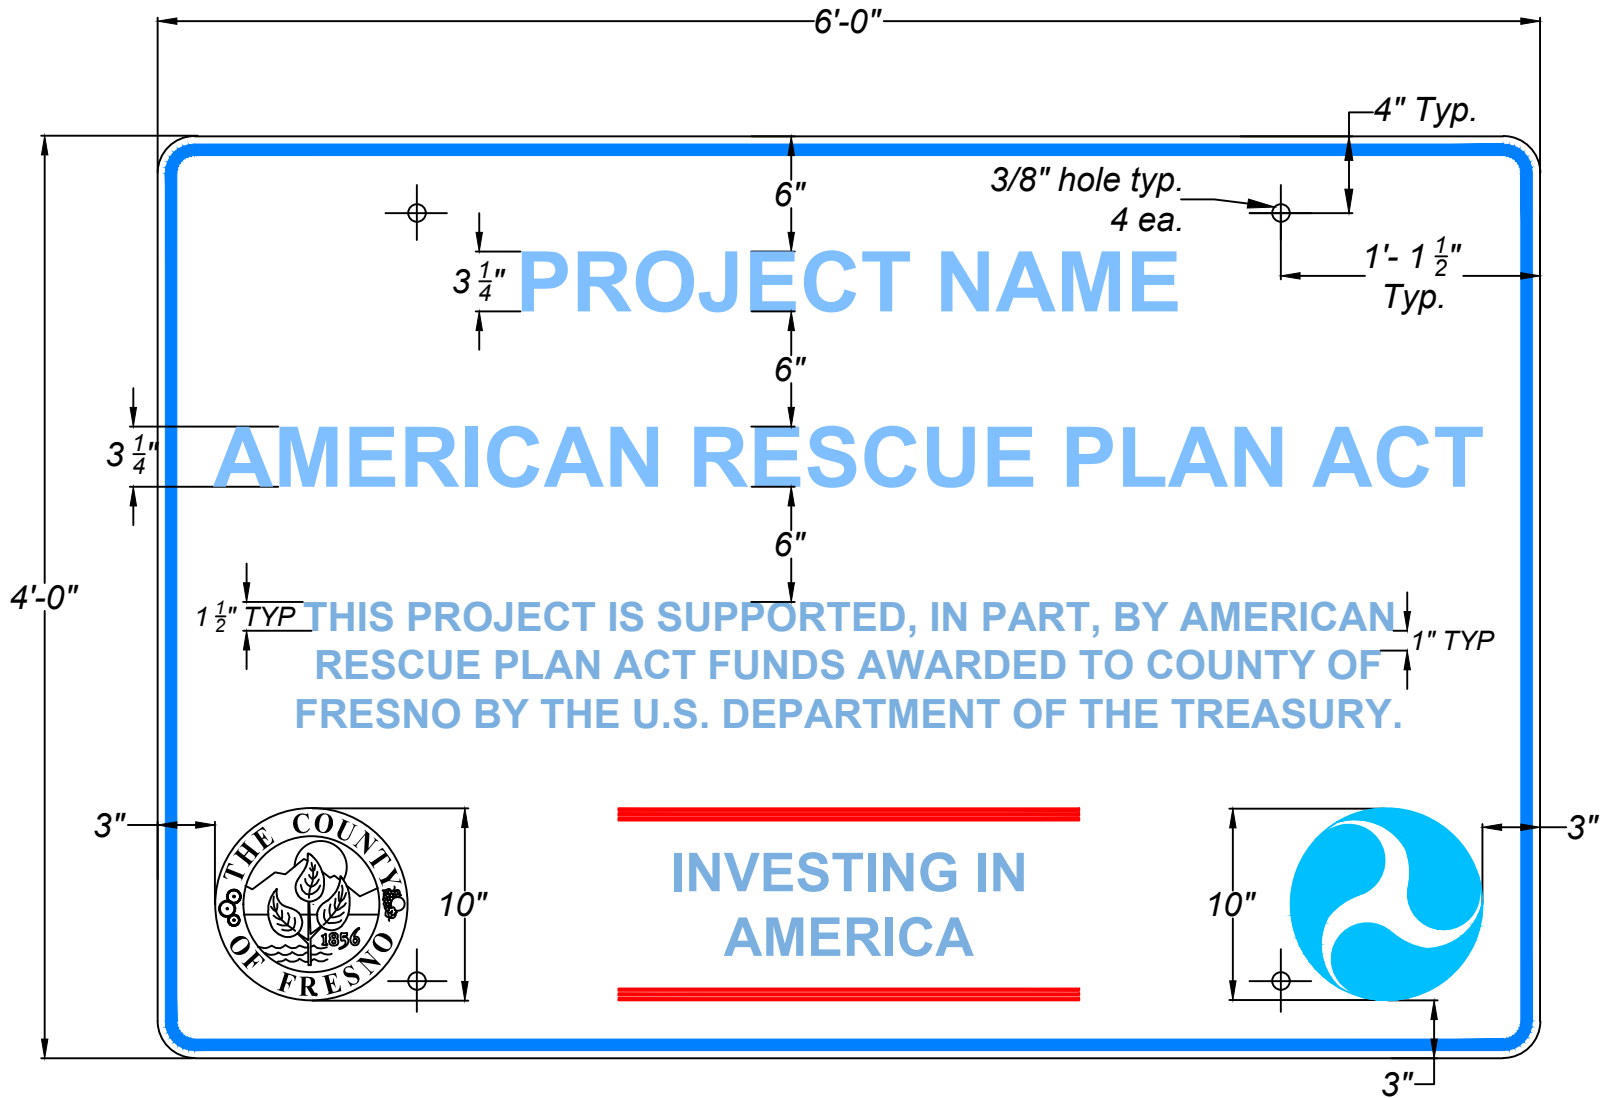 6'-0"
4" Typ.
3/8" hole typ.
4 ea.
6"
1'- 1 1/2"
Typ.
3 1/4"
PROJECT NAME
6"
3 1/4"
AMERICAN RESCUE PLAN ACT
6"
4'-0"
1 1/2" TYP
THIS PROJECT IS SUPPORTED, IN PART, BY AMERICAN
1" TYP
RESCUE PLAN ACT FUNDS AWARDED TO COUNTY OF
FRESNO BY THE U.S. DEPARTMENT OF THE TREASURY.
3"
THE COUNTY
OF FRESNO
1856
10"
INVESTING IN
AMERICA
10"
3"
3"